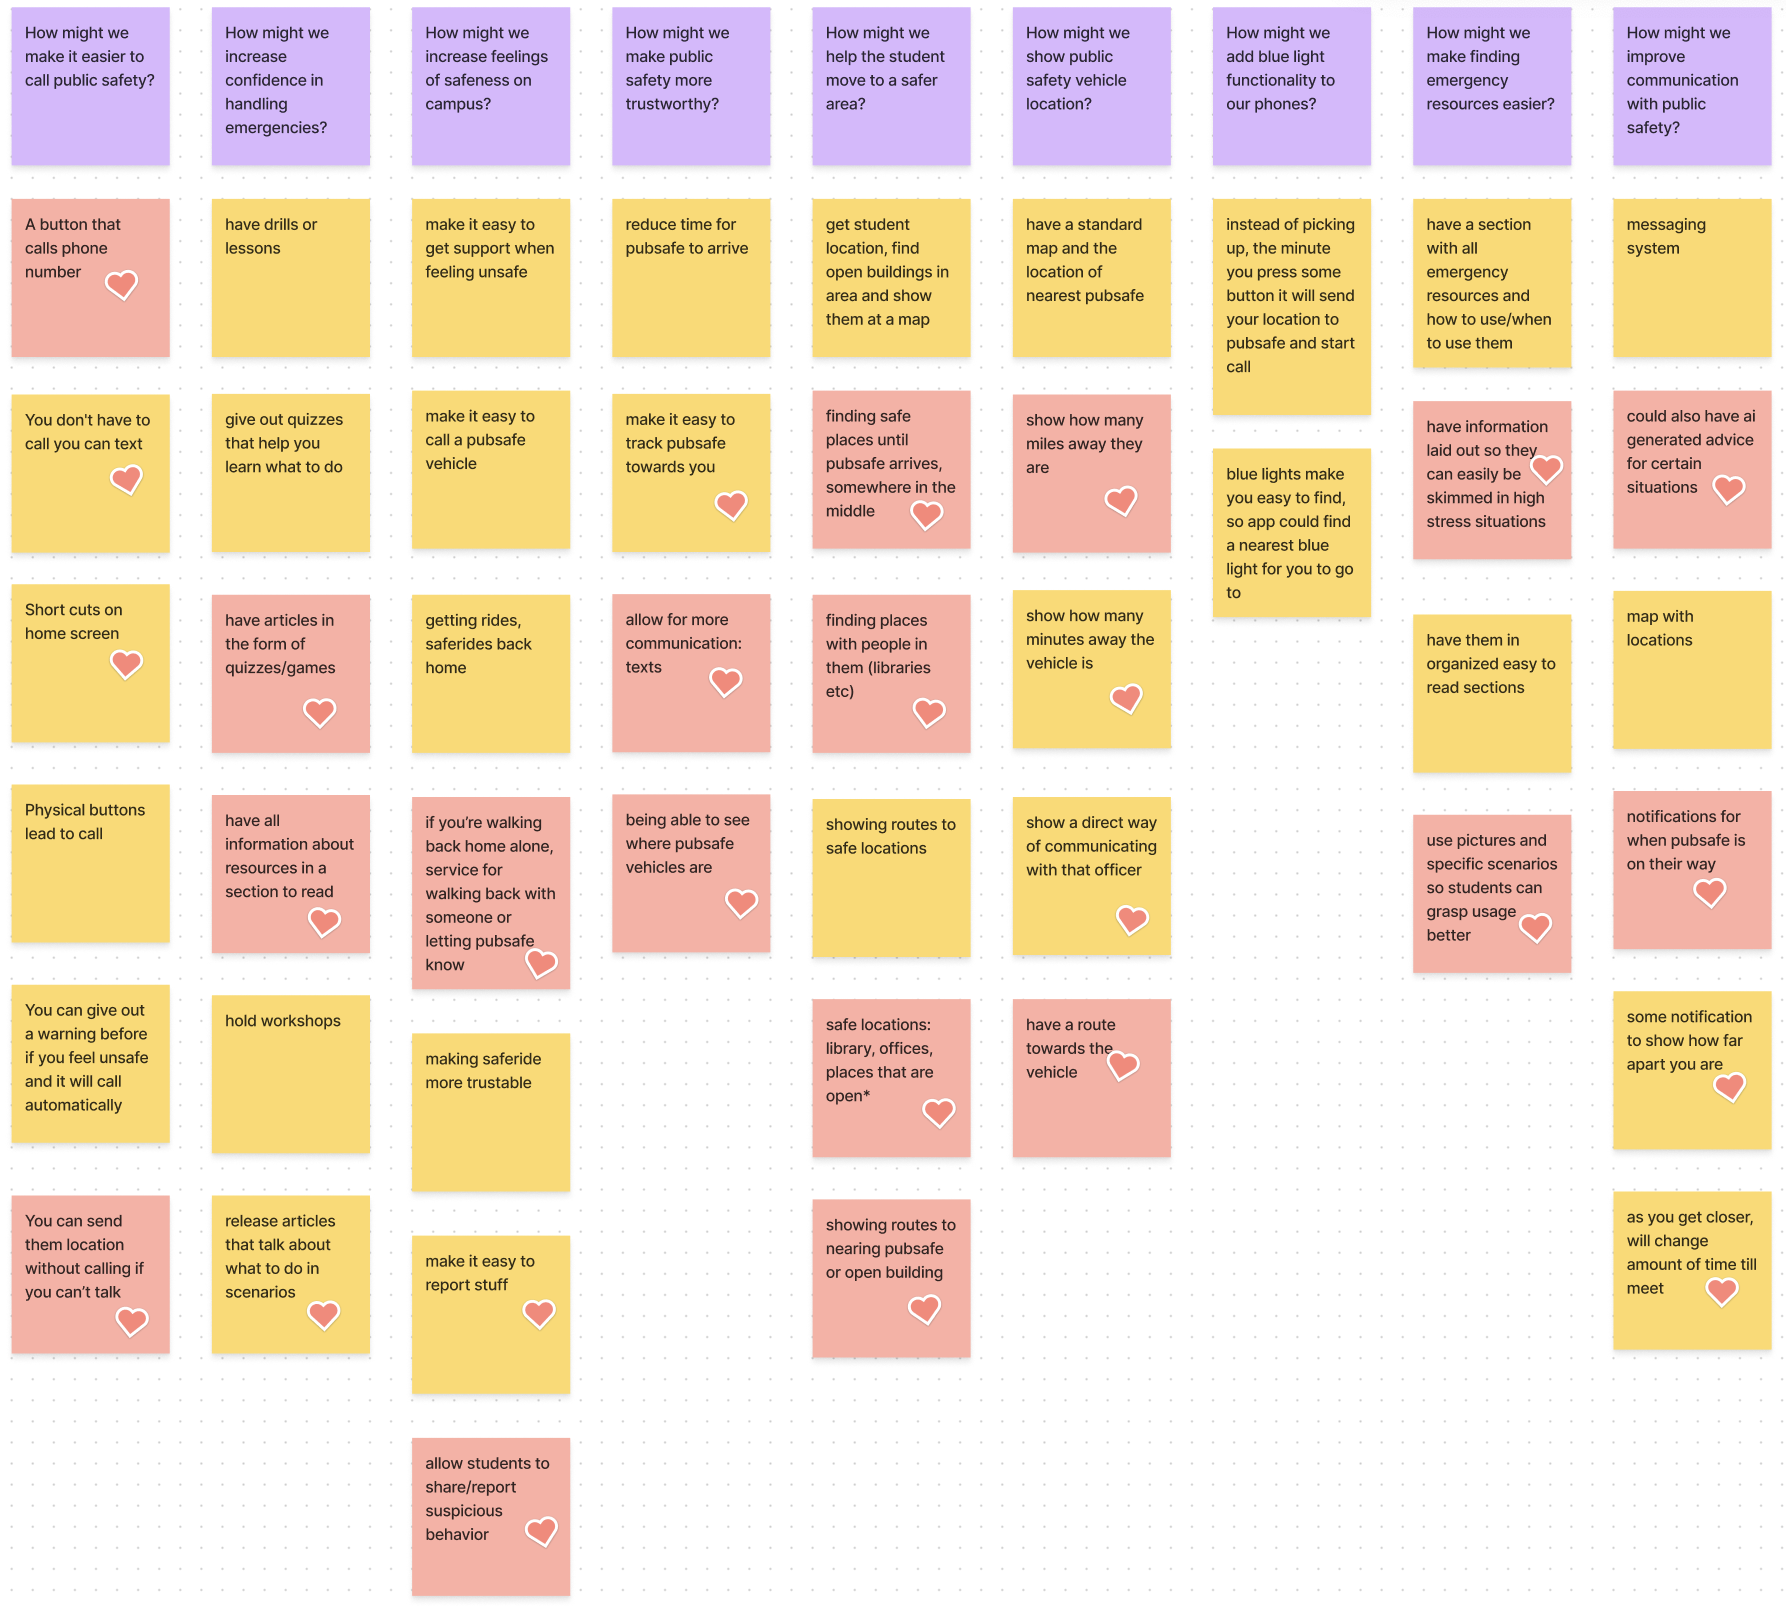 How might we
make it easier to
call public safety?
How might we
increase
confidence in
handling
emergencies?
How might we
increase feelings
of safeness on
campus?
How might we
make public
safety more
trustworthy?
How might we
help the student
move to a safer
area?
How might we
show public
safety vehicle
location?
How might we
add blue light
functionality to
our phones?
How might we
make finding
emergency
resources easier?
How might we
improve
communication
with public
safety?
A button that
calls phone
number
have drills or
lessons
make it easy to
get support when
feeling unsafe
reduce time for
pubsafe to arrive
get student
location, find
open buildings in
area and show
them at a map
have a standard
map and the
location of
nearest pubsafe
instead of picking
up, the minute
you press some
button it will send
your location to
pubsafe and start
call
have a section
with all
emergency
resources and
how to use/when
to use them
messaging
system
You don't have to
call you can text
give out quizzes
that help you
learn what to do
make it easy to
call a pubsafe
vehicle
make it easy to
track pubsafe
towards you
finding safe
places until
pubsafe arrives,
somewhere in the
middle
show how many
miles away they
are
blue lights make
you easy to find,
so app could find
a nearest blue
light for you to go
to
have information
laid out so they
can easily be
skimmed in high
stress situations
could also have ai
generated advice
for certain
situations
Short cuts on
home screen
have articles in
the form of
quizzes/games
getting rides,
saferides back
home
allow for more
communication:
texts
finding places
with people in
them (libraries
etc)
show how many
minutes away the
vehicle is
have them in
organized easy to
read sections
map with
locations
Physical buttons
lead to call
have all
information about
resources in a
section to read
if you’re walking
back home alone,
service for
walking back with
someone or
letting pubsafe
know
being able to see
where pubsafe
vehicles are
showing routes to
safe locations
show a direct way
of communicating
with that officer
use pictures and
specific scenarios
so students can
grasp usage
better
notifications for
when pubsafe is
on their way
You can give out
a warning before
if you feel unsafe
and it will call
automatically
hold workshops
making saferide
more trustable
safe locations:
library, offices,
places that are
open*
have a route
towards the
vehicle
some notification
to show how far
apart you are
You can send
them location
without calling if
you can’t talk
release articles
that talk about
what to do in
scenarios
make it easy to
report stuff
showing routes to
nearing pubsafe
or open building
as you get closer,
will change
amount of time till
meet
allow students to
share/report
suspicious
behavior